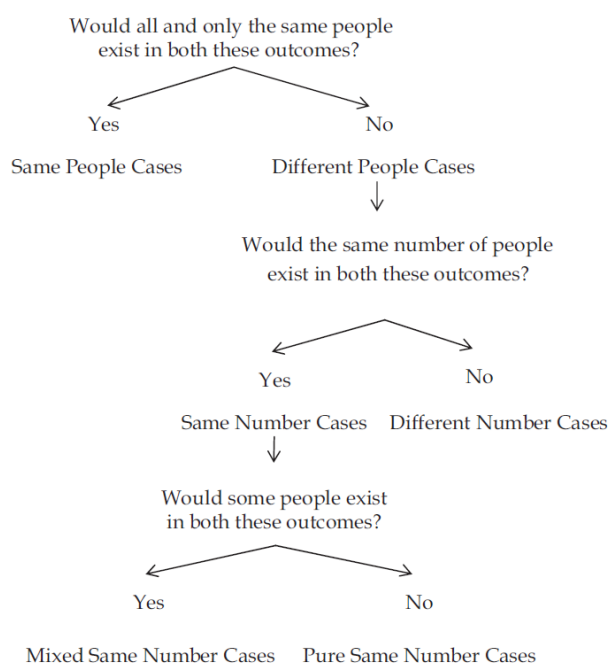 Would all and only the same people
exist in both these outcomes?
Yes
No
Same People Cases
Different People Cases
Would the same number of people
exist in both these outcomes?
Yes
No
Same Number Cases
Different Number Cases
Would some people exist
in both these outcomes?
Yes
No
Mixed Same Number Cases
Pure Same Number Cases